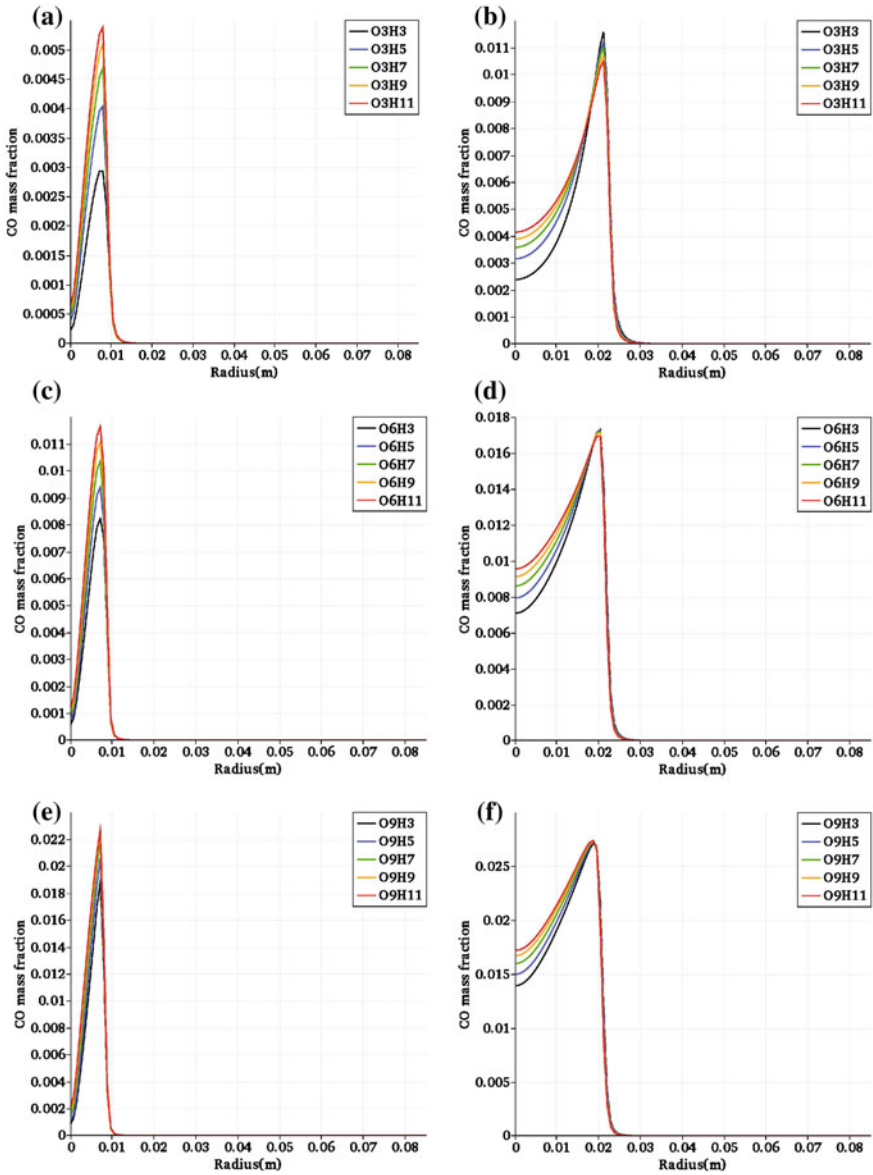 (a)
CO mass fraction
0.005
0.0045
0.004
0.0035
0.003
0.0025
0.002
0.0015
0.001
0.0005
0
0 0.01 0.02 0.03 0.04 0.05 0.06 0.07 0.08
Radius(m)
O3H3
O3H5
O3H7
O3H9
O3H11
(b)
CO mass fraction
0.011
0.01
0.009
0.008
0.007
0.006
0.005
0.004
0.003
0.002
0.001
0
0 0.01 0.02 0.03 0.04 0.05 0.06 0.07 0.08
Radius(m)
O3H3
O3H5
O3H7
O3H9
O3H11
(c)
CO mass fraction
0.011
0.01
0.009
0.008
0.007
0.006
0.005
0.004
0.003
0.002
0.001
0
0 0.01 0.02 0.03 0.04 0.05 0.06 0.07 0.08
Radius(m)
O6H3
O6H5
O6H7
O6H9
O6H11
(d)
CO mass fraction
0.018
0.016
0.014
0.012
0.01
0.008
0.006
0.004
0.002
0
0 0.01 0.02 0.03 0.04 0.05 0.06 0.07 0.08
Radius(m)
O6H3
O6H5
O6H7
O6H9
O6H11
(e)
CO mass fraction
0.022
0.02
0.018
0.016
0.014
0.012
0.01
0.008
0.006
0.004
0.002
0
0 0.01 0.02 0.03 0.04 0.05 0.06 0.07 0.08
Radius(m)
O9H3
O9H5
O9H7
O9H9
O9H11
(f)
CO mass fraction
0.025
0.02
0.015
0.01
0.005
0
0 0.01 0.02 0.03 0.04 0.05 0.06 0.07 0.08
Radius(m)
O9H3
O9H5
O9H7
O9H9
O9H11